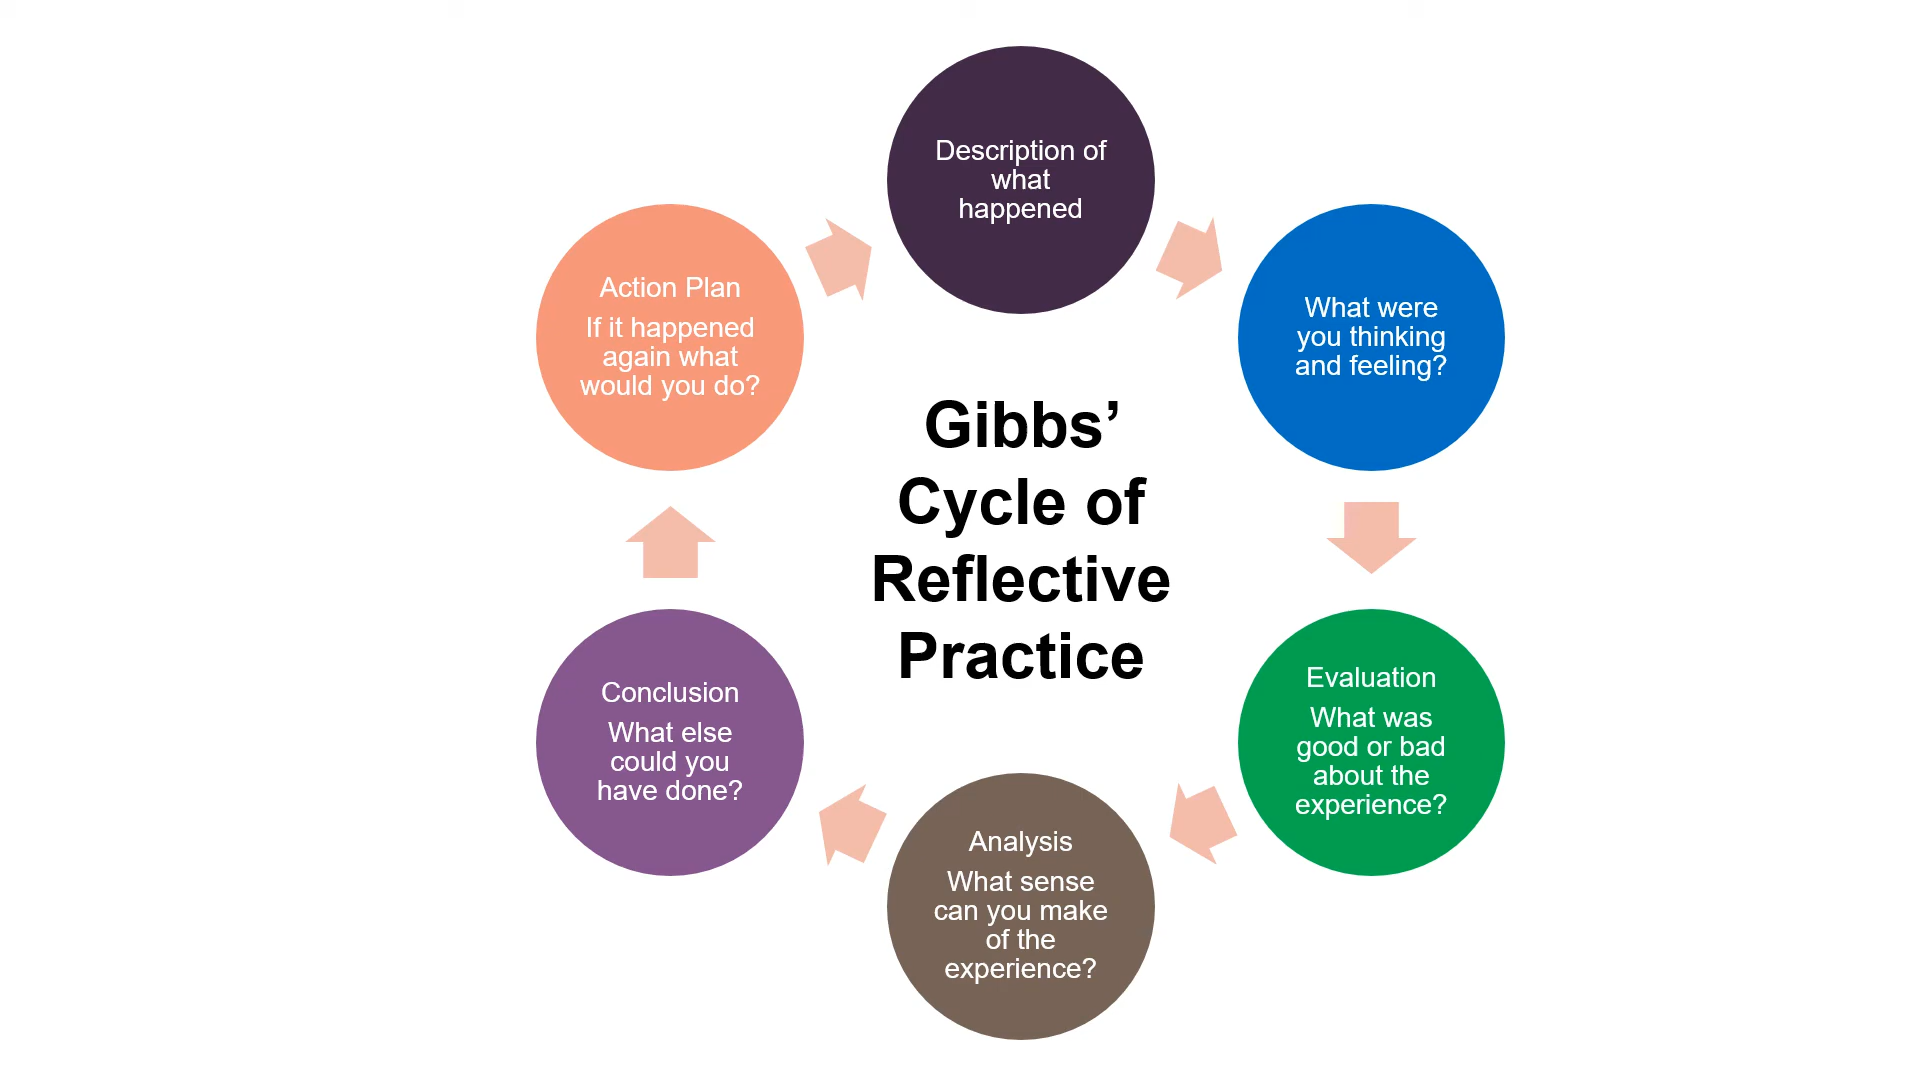 Description of
what
happened
What were
you thinking
and feeling?
Evaluation
What was
good or bad
about the
experience?
Analysis
What sense
can you make
of the
experience?
Conclusion
What else
could you
have done?
Action Plan
If it happened
again what
would you do?
Gibbs’
Cycle of
Reflective
Practice